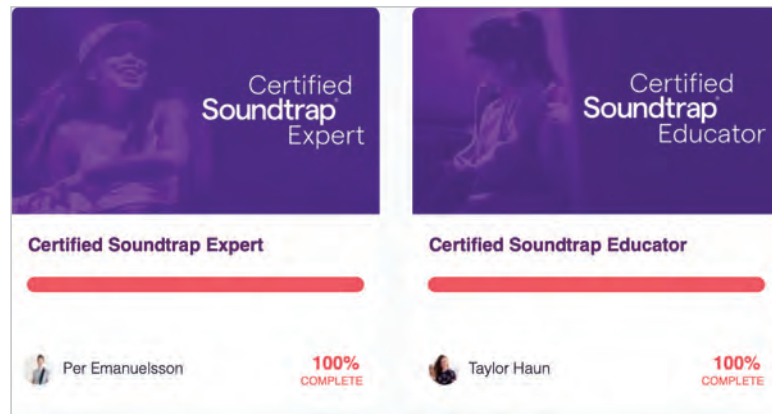 Certified
Soundtrap®
Expert
Certified Soundtrap Expert
Per Emanuelsson
100%
COMPLETE
Certified
Soundtrap®
Educator
Certified Soundtrap Educator
Taylor Haun
100%
COMPLETE